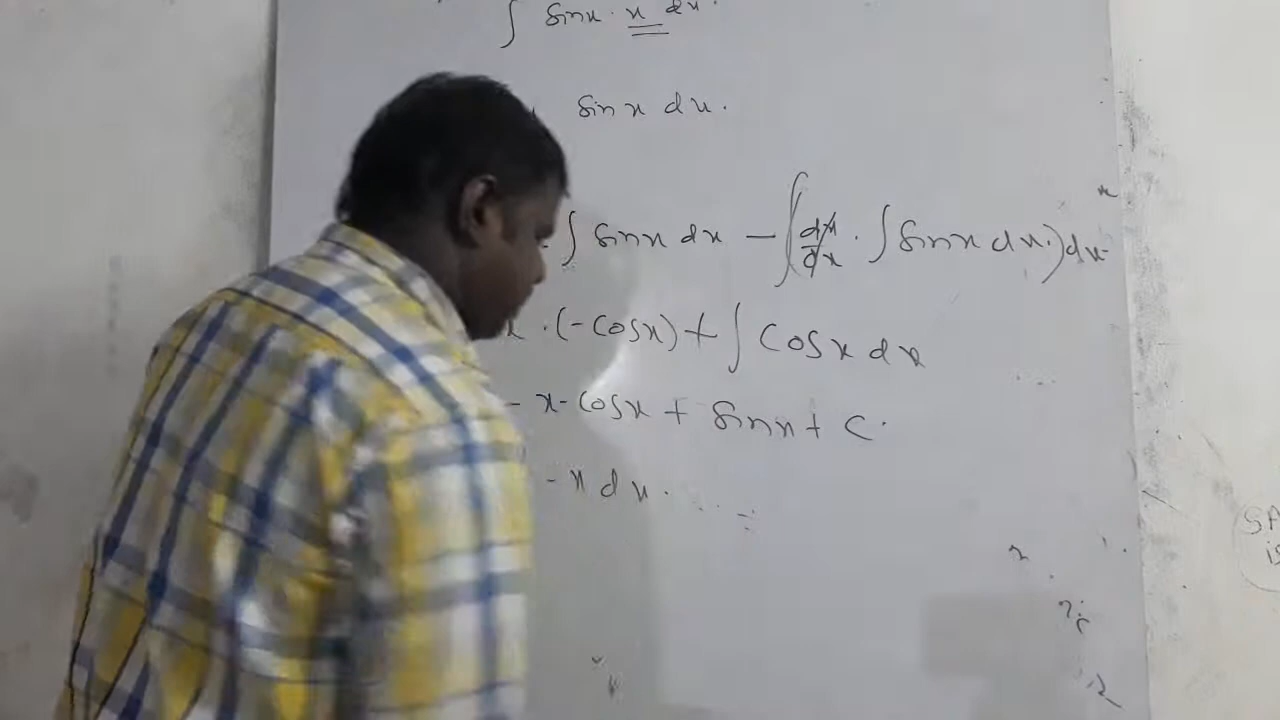 ∫ sinx · x dx.
sin x dx.
∫ sinx dx − ∫(dx/dx · ∫ sinx dx.)dx
x ·(-cosx) + ∫ cosx dx
- x·cosx + sinx + c.
- x dx.